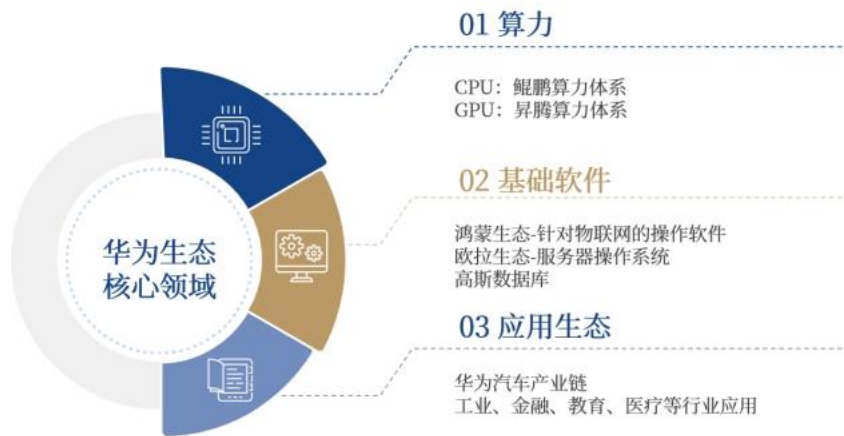 01 算力
CPU：鲲鹏算力体系
GPU：昇腾算力体系
02 基础软件
华为生态
核心领域
鸿蒙生态-针对物联网的操作软件
欧拉生态-服务器操作系统
高斯数据库
03 应用生态
华为汽车产业链
工业、金融、教育、医疗等行业应用